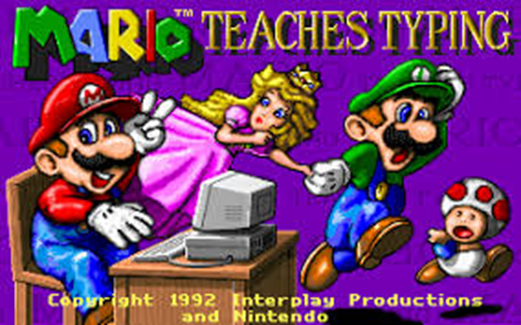 MARIO™ TEACHES TYPING
M
Copyright 1992 Interplay Productions
and Nintendo